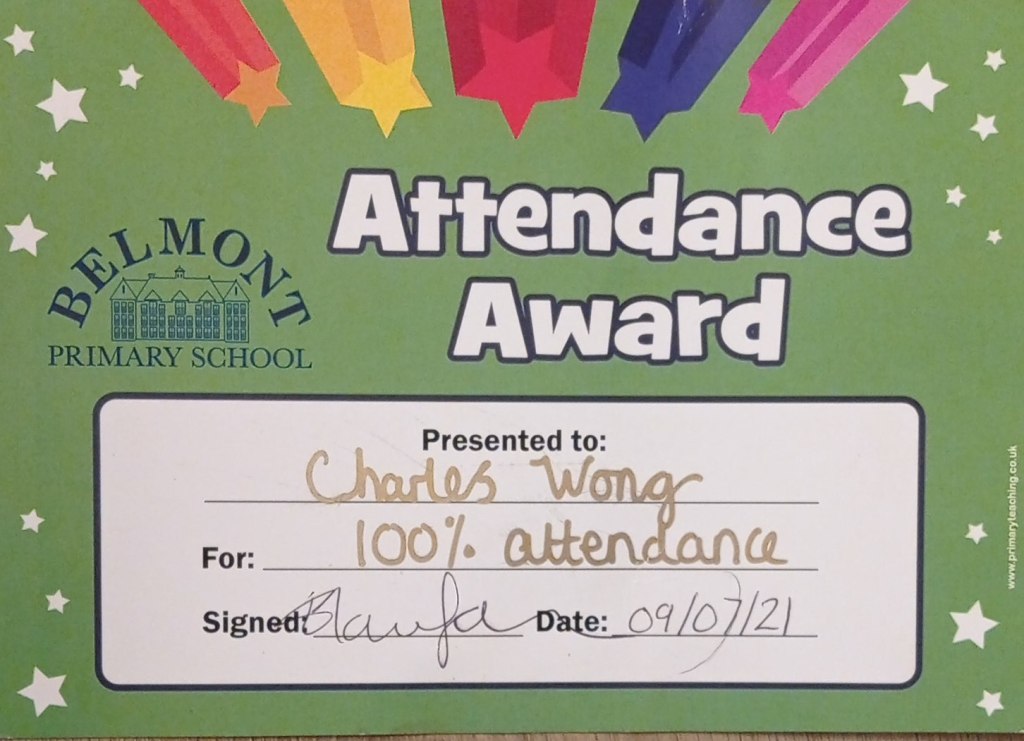 Attendance
Award
BELMONT
PRIMARY SCHOOL
Presented to:
Charles Wong
For: 100% attendance
Signed: Date: 09/07/21
www.primaryteaching.co.uk